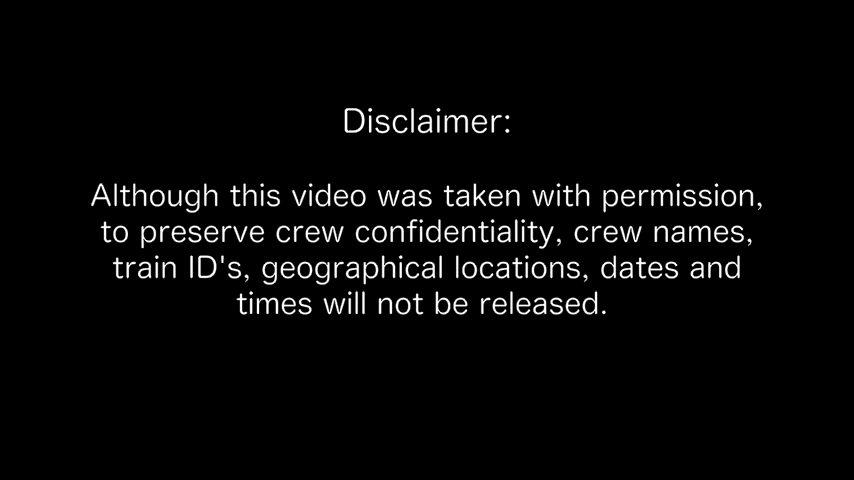 Disclaimer:
Although this video was taken with permission,
to preserve crew confidentiality, crew names,
train ID's, geographical locations, dates and
times will not be released.